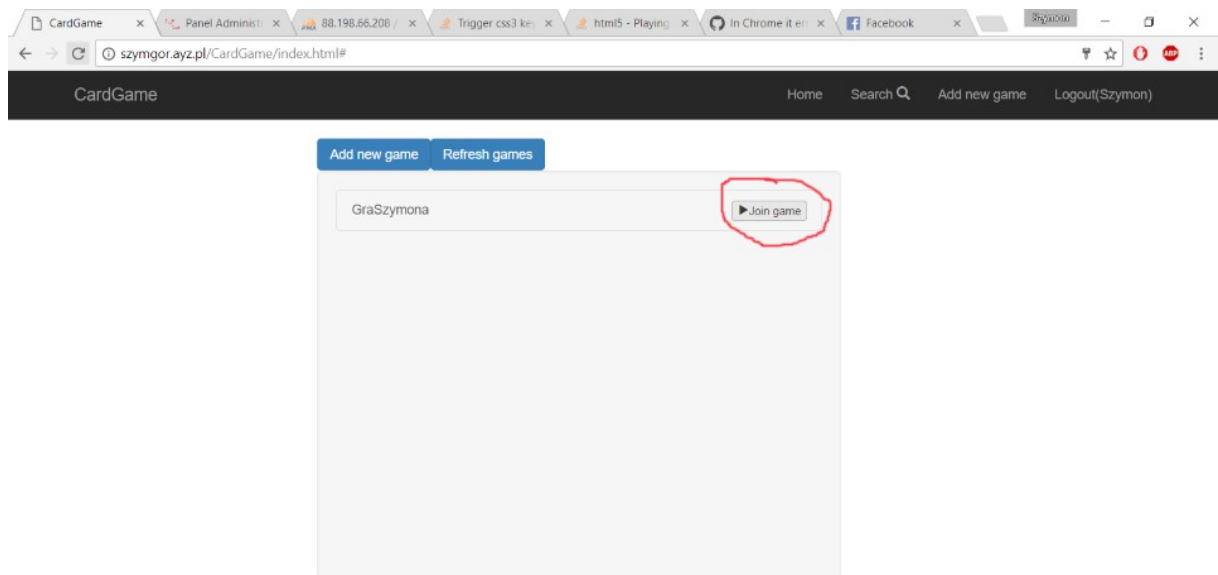 CardGame
Panel Administ
88.198.66.208 /
Trigger css3 key
html5 - Playing
In Chrome it en
Facebook
Szymon
szymgor.ayz.pl/CardGame/index.html#
ABP
CardGame Home Search Add new game Logout(Szymon)
Add new game Refresh games
GraSzymona Join game